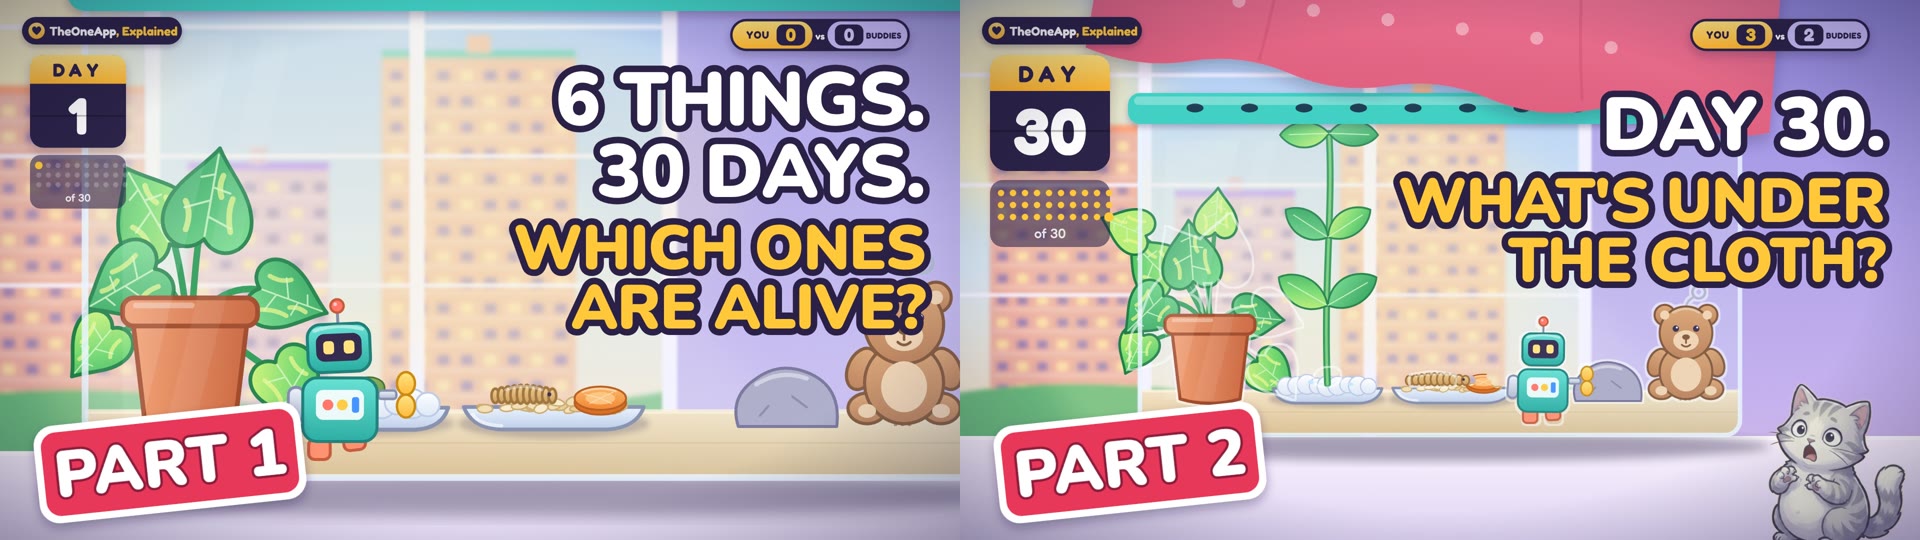 TheOneApp, Explained
YOU 0 vs 0 BUDDIES
DAY
1
of 30
6 THINGS.
30 DAYS.
WHICH ONES
ARE ALIVE?
PART 1
TheOneApp, Explained
YOU 3 vs 2 BUDDIES
DAY
30
of 30
DAY 30.
WHAT'S UNDER
THE CLOTH?
PART 2